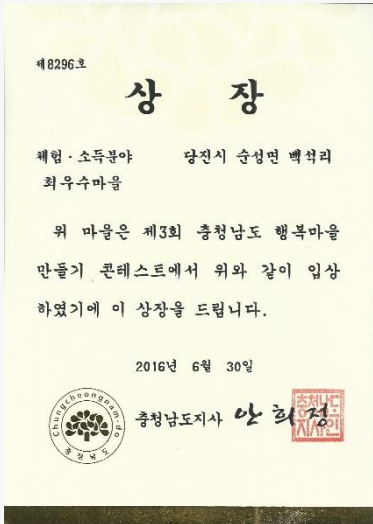 제8296호
상 장
체험·소득분야 당진시 순성면 백석리
최우수마을
위 마을은 제3회 충청남도 행복마을
만들기 콘테스트에서 위와 같이 입상
하였기에 이 상장을 드립니다.
2016년 6월 30일
Chungcheongnam-do
충청남도
충청남도지사 안희정
충청남도
지사인